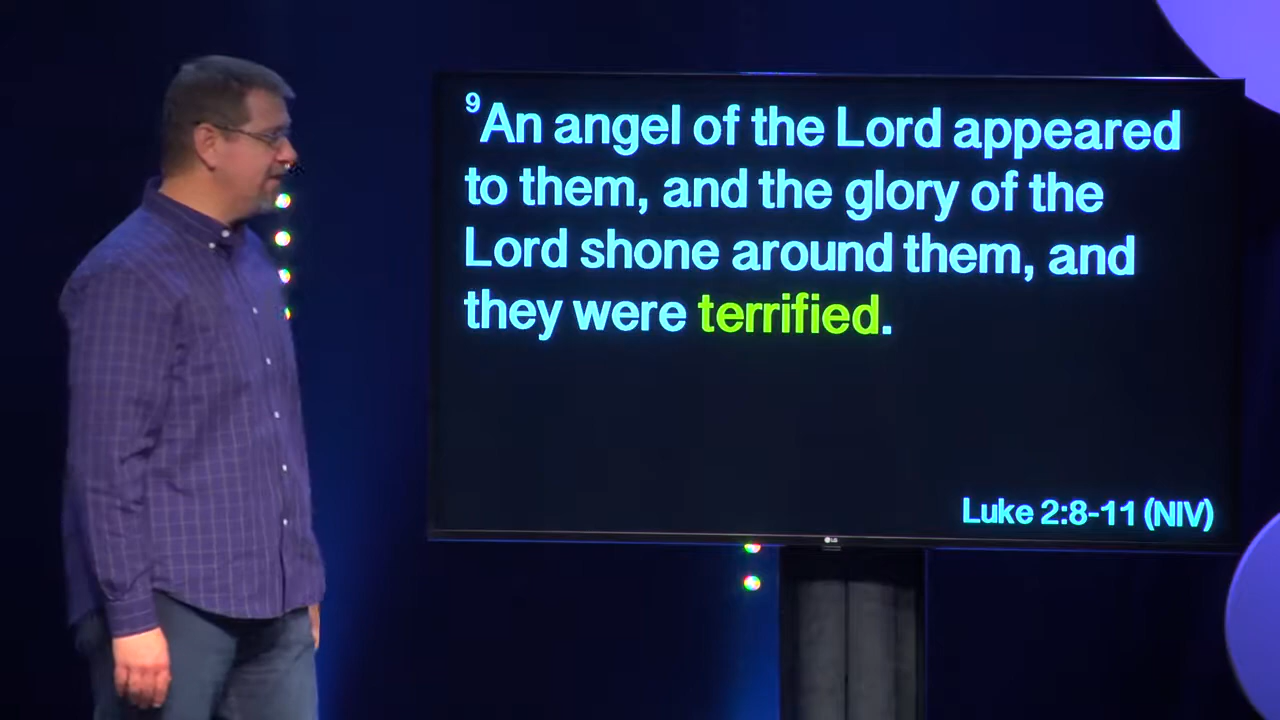 ⁹An angel of the Lord appeared
to them, and the glory of the
Lord shone around them, and
they were terrified.
Luke 2:8-11 (NIV)
LG